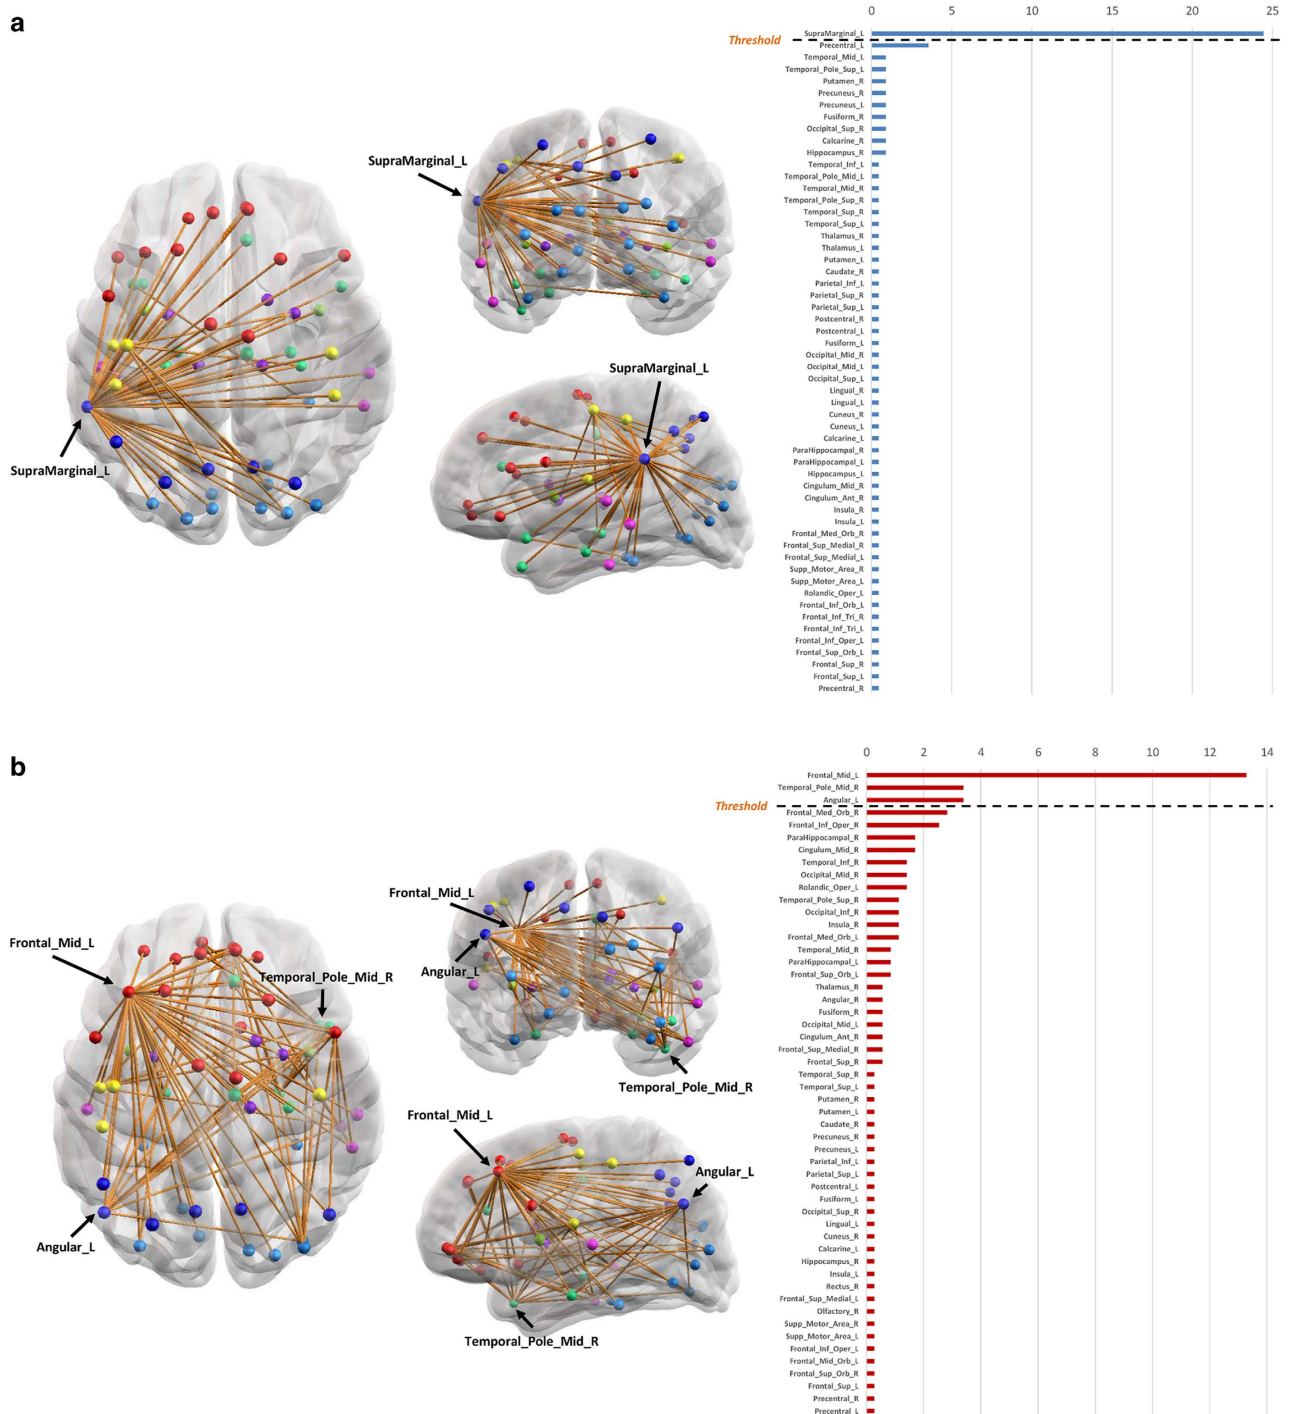 a
0 5 10 15 20 25
SupraMarginal_L
Threshold
Precentral_L
Temporal_Mid_L
Temporal_Pole_Sup_L
Putamen_R
Precuneus_R
Precuneus_L
Fusiform_R
Occipital_Sup_R
Calcarine_R
Hippocampus_R
Temporal_Inf_L
Temporal_Pole_Mid_L
Temporal_Mid_R
Temporal_Pole_Sup_R
Temporal_Sup_R
Temporal_Sup_L
Thalamus_R
Thalamus_L
Putamen_L
Caudate_R
Parietal_Inf_L
Parietal_Sup_R
Parietal_Sup_L
Postcentral_R
Postcentral_L
Fusiform_L
Occipital_Mid_R
Occipital_Mid_L
Occipital_Sup_L
Lingual_R
Lingual_L
Cuneus_R
Cuneus_L
Calcarine_L
ParaHippocampal_R
ParaHippocampal_L
Hippocampus_L
Cingulum_Mid_R
Cingulum_Ant_R
Insula_R
Insula_L
Frontal_Med_Orb_R
Frontal_Sup_Medial_R
Frontal_Sup_Medial_L
Supp_Motor_Area_R
Supp_Motor_Area_L
Rolandic_Oper_L
Frontal_Inf_Orb_L
Frontal_Inf_Tri_R
Frontal_Inf_Tri_L
Frontal_Inf_Oper_L
Frontal_Sup_Orb_L
Frontal_Sup_R
Frontal_Sup_L
Precentral_R
SupraMarginal_L
SupraMarginal_L
SupraMarginal_L
b
0 2 4 6 8 10 12 14
Frontal_Mid_L
Temporal_Pole_Mid_R
Angular_L
Threshold
Frontal_Med_Orb_R
Frontal_Inf_Oper_R
ParaHippocampal_R
Cingulum_Mid_R
Temporal_Inf_R
Occipital_Mid_R
Rolandic_Oper_L
Temporal_Pole_Sup_R
Occipital_Inf_R
Insula_R
Frontal_Med_Orb_L
Temporal_Mid_R
ParaHippocampal_L
Frontal_Sup_Orb_L
Thalamus_R
Angular_R
Fusiform_R
Occipital_Mid_L
Cingulum_Ant_R
Frontal_Sup_Medial_R
Frontal_Sup_R
Temporal_Sup_R
Temporal_Sup_L
Putamen_R
Putamen_L
Caudate_R
Precuneus_R
Precuneus_L
Parietal_Inf_L
Parietal_Sup_L
Postcentral_L
Fusiform_L
Occipital_Sup_R
Lingual_L
Cuneus_R
Calcarine_L
Hippocampus_R
Insula_L
Rectus_R
Frontal_Sup_Medial_L
Olfactory_R
Supp_Motor_Area_R
Supp_Motor_Area_L
Frontal_Inf_Oper_L
Frontal_Mid_Orb_L
Frontal_Sup_Orb_R
Frontal_Sup_L
Precentral_R
Precentral_L
Frontal_Mid_L
Temporal_Pole_Mid_R
Angular_L
Frontal_Mid_L
Angular_L
Temporal_Pole_Mid_R
Frontal_Mid_L
Angular_L
Temporal_Pole_Mid_R